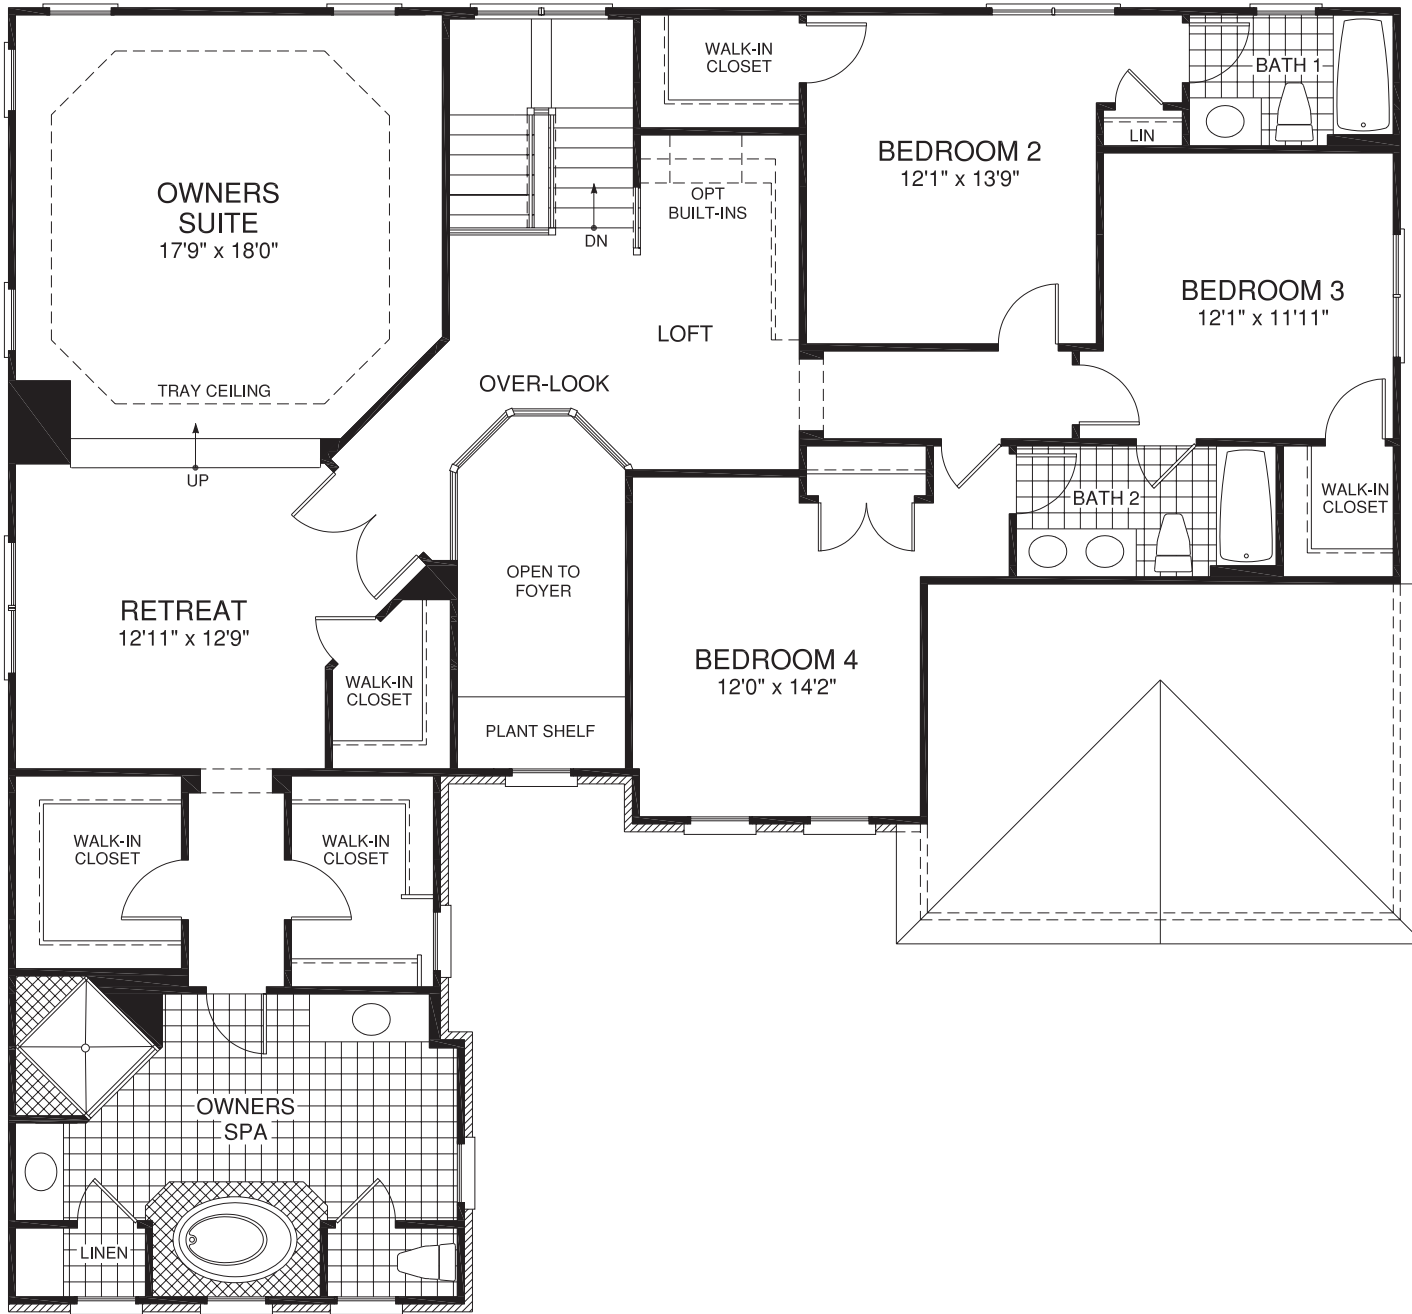 WALK-IN
CLOSET
BATH 1
LIN
BEDROOM 2
12'1" x 13'9"
OWNERS
SUITE
17'9" x 18'0"
OPT
BUILT-INS
DN
BEDROOM 3
12'1" x 11'11"
LOFT
OVER-LOOK
TRAY CEILING
UP
BATH 2
WALK-IN
CLOSET
OPEN TO
FOYER
RETREAT
12'11" x 12'9"
BEDROOM 4
12'0" x 14'2"
WALK-IN
CLOSET
PLANT SHELF
WALK-IN
CLOSET
WALK-IN
CLOSET
OWNERS
SPA
LINEN